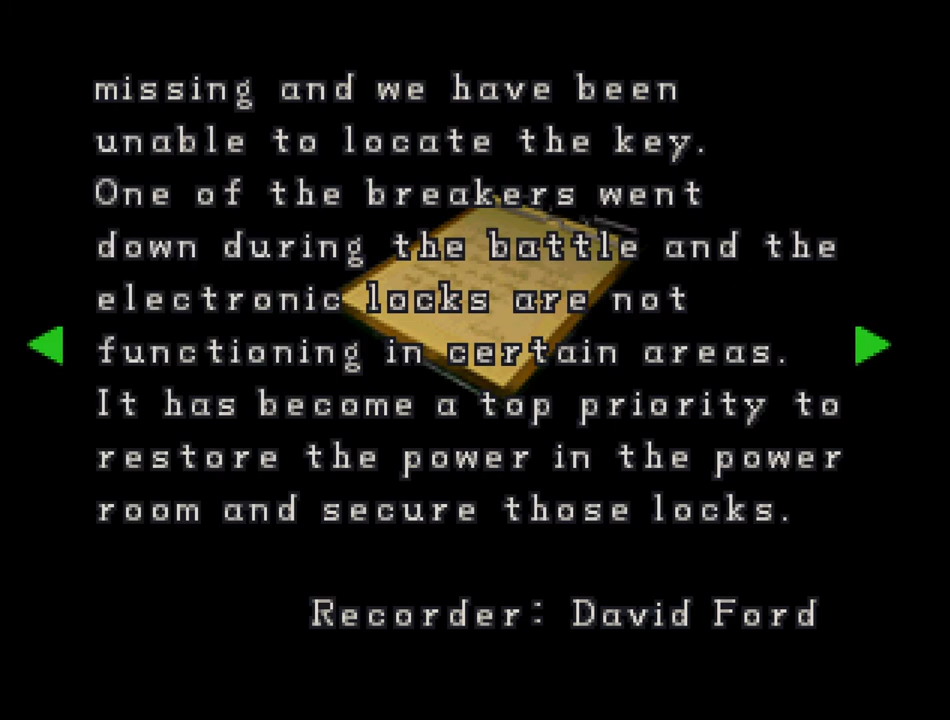 missing and we have been
unable to locate the key.
One of the breakers went
down during the battle and the
electronic locks are not
functioning in certain areas.
It has become a top priority to
restore the power in the power
room and secure those locks.
Recorder: David Ford